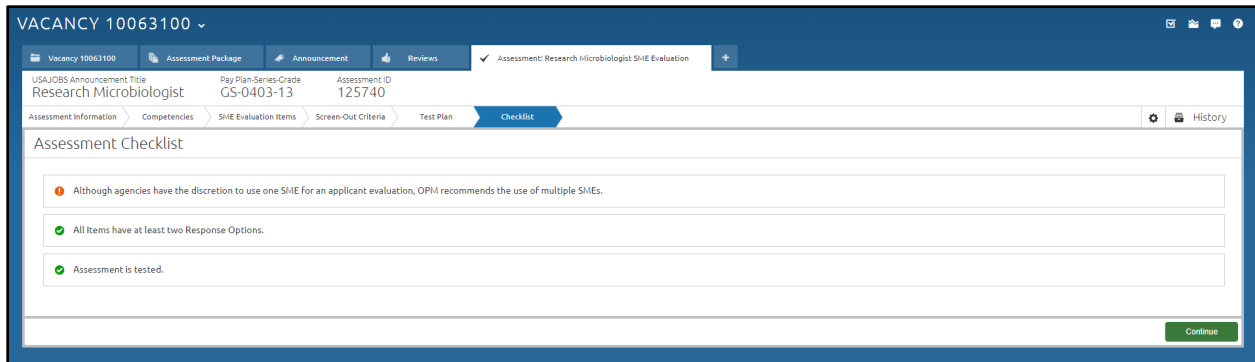 VACANCY 10063100
Vacancy 10063100 Assessment Package Announcement Reviews Assessment: Research Microbiologist SME Evaluation +
USAJOBS Announcement Title Pay Plan-Series-Grade Assessment ID
Research Microbiologist GS-0403-13 125740
Assessment Information Competencies SME Evaluation Items Screen-Out Criteria Test Plan Checklist History
Assessment Checklist
Although agencies have the discretion to use one SME for an applicant evaluation, OPM recommends the use of multiple SMEs.
All Items have at least two Response Options.
Assessment is tested.
Continue